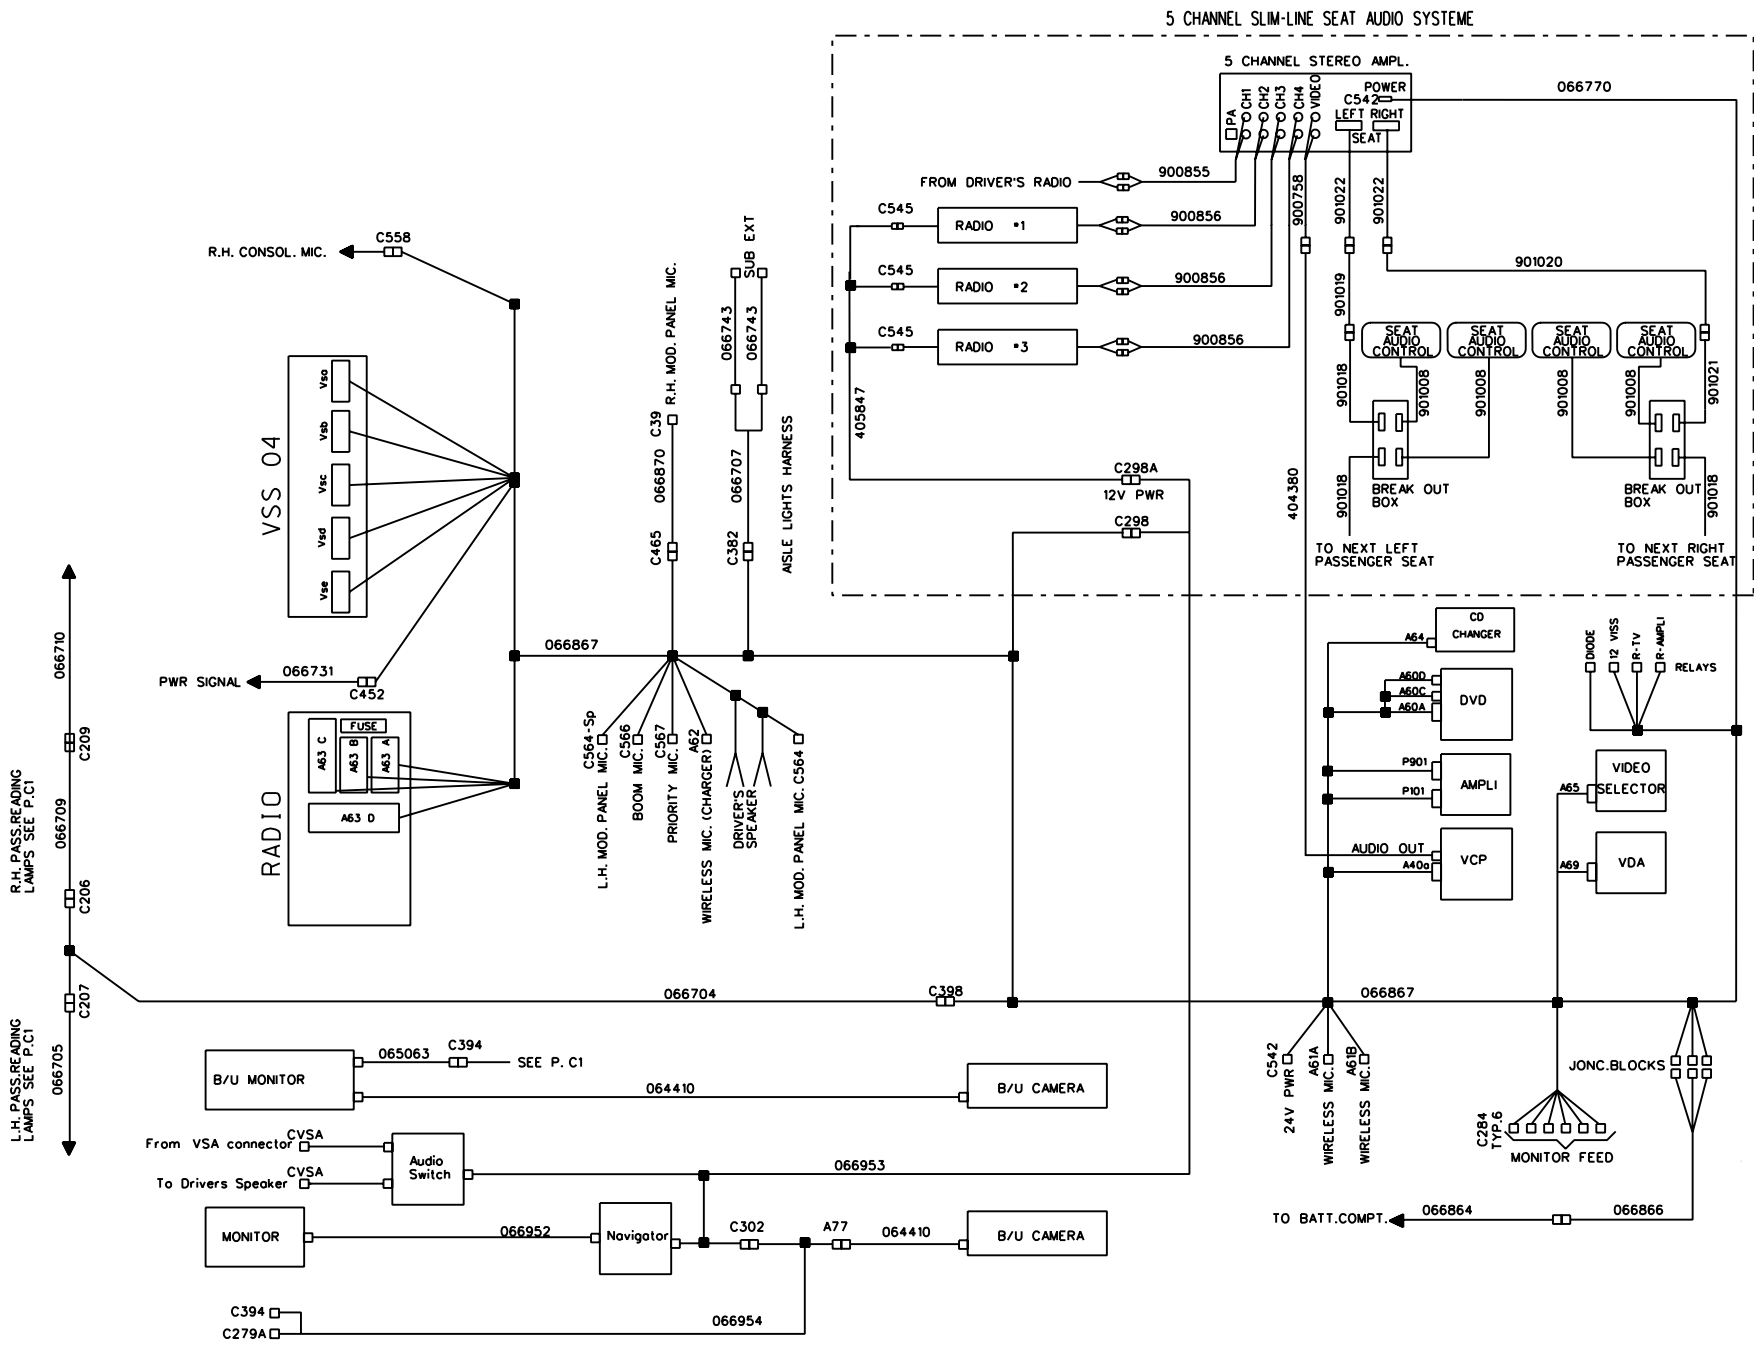 5 CHANNEL SLIM-LINE SEAT AUDIO SYSTEME
5 CHANNEL STEREO AMPL.
PA
CH1
CH2
CH3
CH4
VIDEO
POWER
C542
LEFT RIGHT
SEAT
066770
FROM DRIVER'S RADIO
900855
C545
RADIO #1
900856
C545
RADIO #2
900856
C545
RADIO #3
900856
900758
901022
901022
901020
901019
SEAT
AUDIO
CONTROL
SEAT
AUDIO
CONTROL
SEAT
AUDIO
CONTROL
SEAT
AUDIO
CONTROL
901018
901008
901008
901008
901008
901021
BREAK OUT
BOX
BREAK OUT
BOX
901018
901018
TO NEXT LEFT
PASSENGER SEAT
TO NEXT RIGHT
PASSENGER SEAT
405847
C298A
12V PWR
C298
404380
R.H. CONSOL. MIC.
C558
VSS 04
Vsa
Vsb
Vsc
Vsd
Vse
PWR SIGNAL
066731
C452
066867
R.H. MOD. PANEL MIC.
C39
066870
C465
SUB EXT
066743
066743
066707
C382
AISLE LIGHTS HARNESS
RADIO
FUSE
A63 C
A63 B
A63 A
A63 D
C564-Sp
L.H. MOD. PANEL MIC.
C566
BOOM MIC.
C567
PRIORITY MIC.
A62
WIRELESS MIC. (CHARGER)
DRIVER'S
SPEAKER
L.H. MOD. PANEL MIC. C564
066710
C209
R.H. PASS.READING
LAMPS SEE P.C1
066709
C206
C207
L.H. PASS.READING
LAMPS SEE P.C1
066705
066704
C398
066867
A64
CD
CHANGER
A60D
A60C
A60A
DVD
P901
P101
AMPLI
AUDIO OUT
A40a
VCP
DIODE
12 VISS
R-TV
R-AMPLI
RELAYS
A65
VIDEO
SELECTOR
A69
VDA
C542
24V PWR
A61A
WIRELESS MIC.
A61B
WIRELESS MIC.
C284
TYP.6
MONITOR FEED
JONC.BLOCKS
TO BATT.COMPT.
066864
066866
B/U MONITOR
065063
C394
SEE P. C1
064410
B/U CAMERA
From VSA connector
CVSA
To Drivers Speaker
CVSA
Audio
Switch
066953
MONITOR
066952
Navigator
C302
A77
064410
B/U CAMERA
C394
C279A
066954